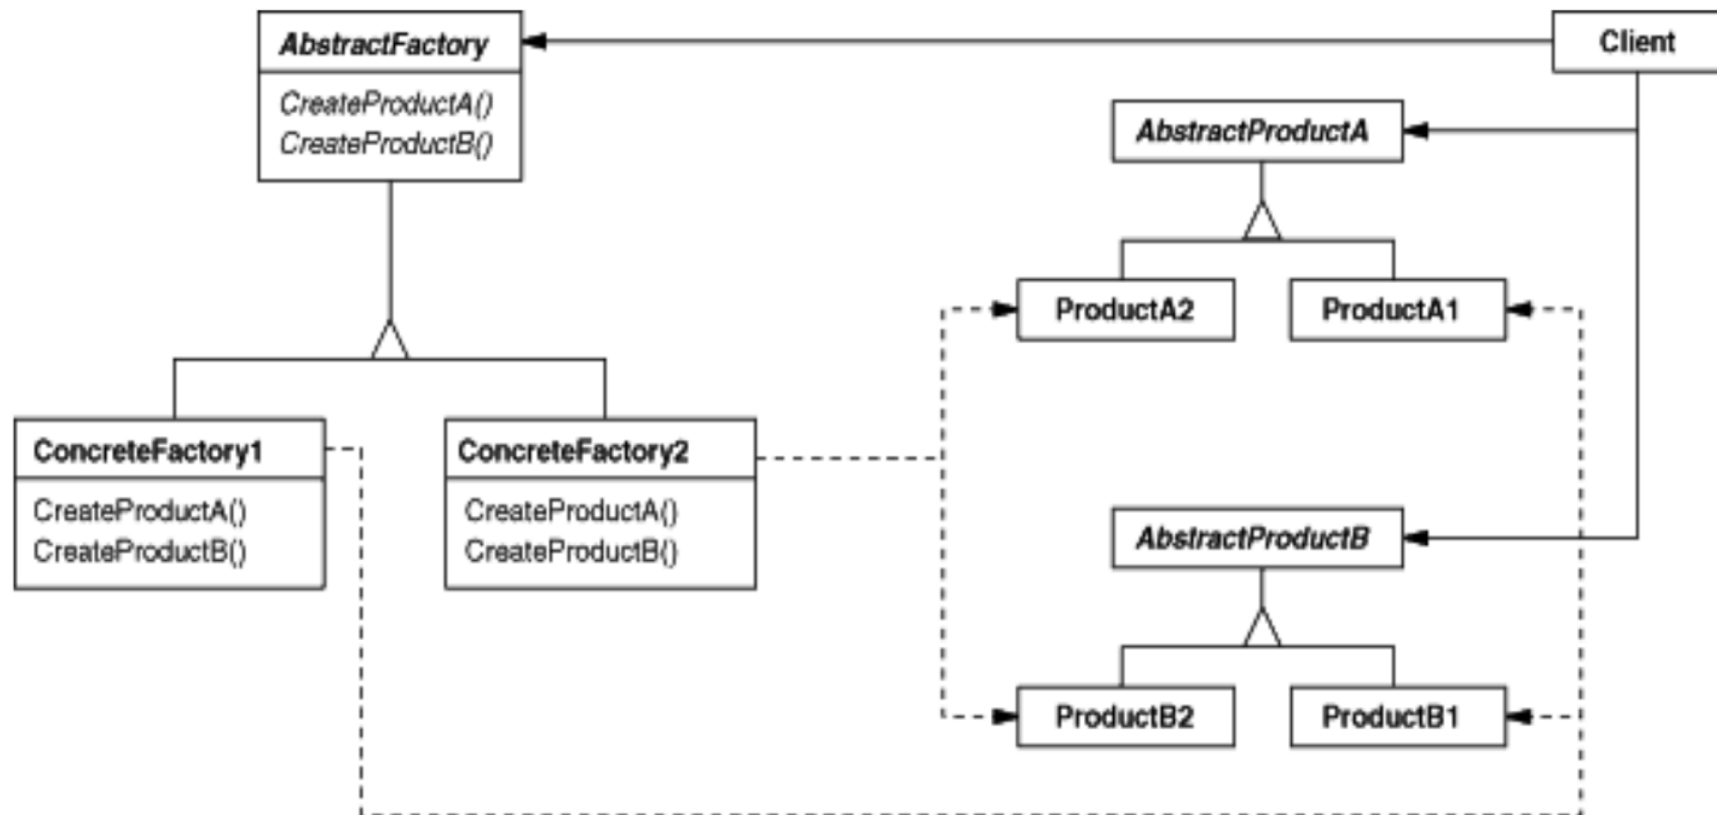 AbstractFactory
CreateProductA()
CreateProductB()
Client
AbstractProductA
ProductA2
ProductA1
ConcreteFactory1
CreateProductA()
CreateProductB()
ConcreteFactory2
CreateProductA()
CreateProductB()
AbstractProductB
ProductB2
ProductB1